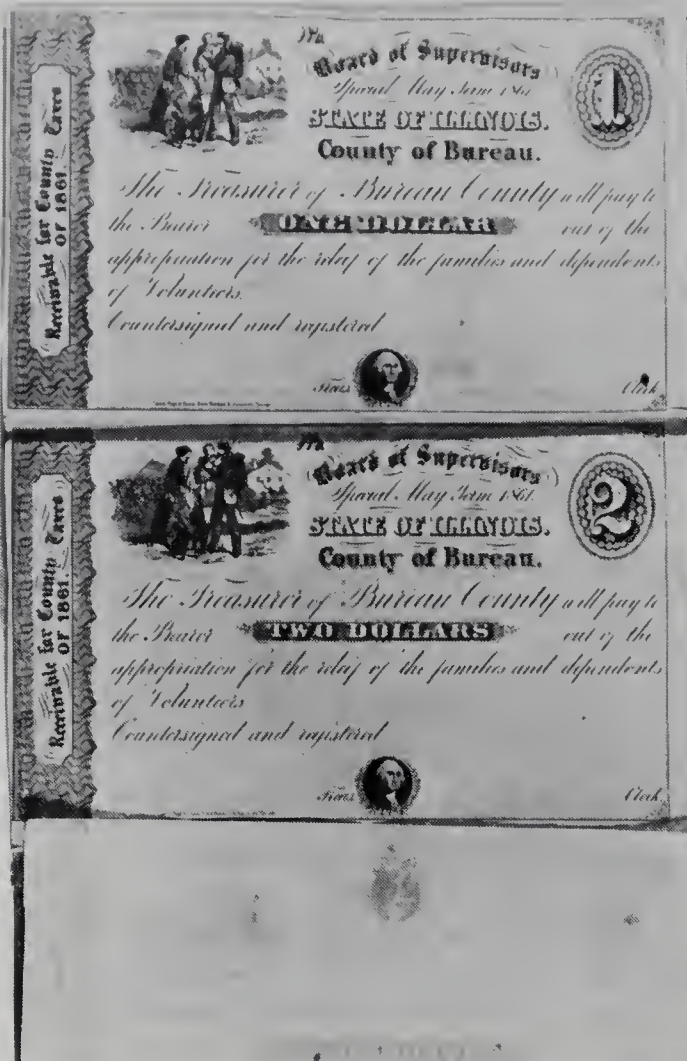 Receivable for County Taxes
OF 1861.
No.
Board of Supervisors
Special May Term 1861.
STATE OF ILLINOIS.
County of Bureau.
1
The Treasurer of Bureau County will pay to
the Bearer ONE DOLLAR out of the
appropriation for the relief of the families and dependents
of Volunteers.
Countersigned and registered
Treas.
Clerk
Receivable for County Taxes
OF 1861.
No.
Board of Supervisors
Special May Term 1861.
STATE OF ILLINOIS.
County of Bureau.
2
The Treasurer of Bureau County will pay to
the Bearer TWO DOLLARS out of the
appropriation for the relief of the families and dependents
of Volunteers
Countersigned and registered
Treas.
Clerk